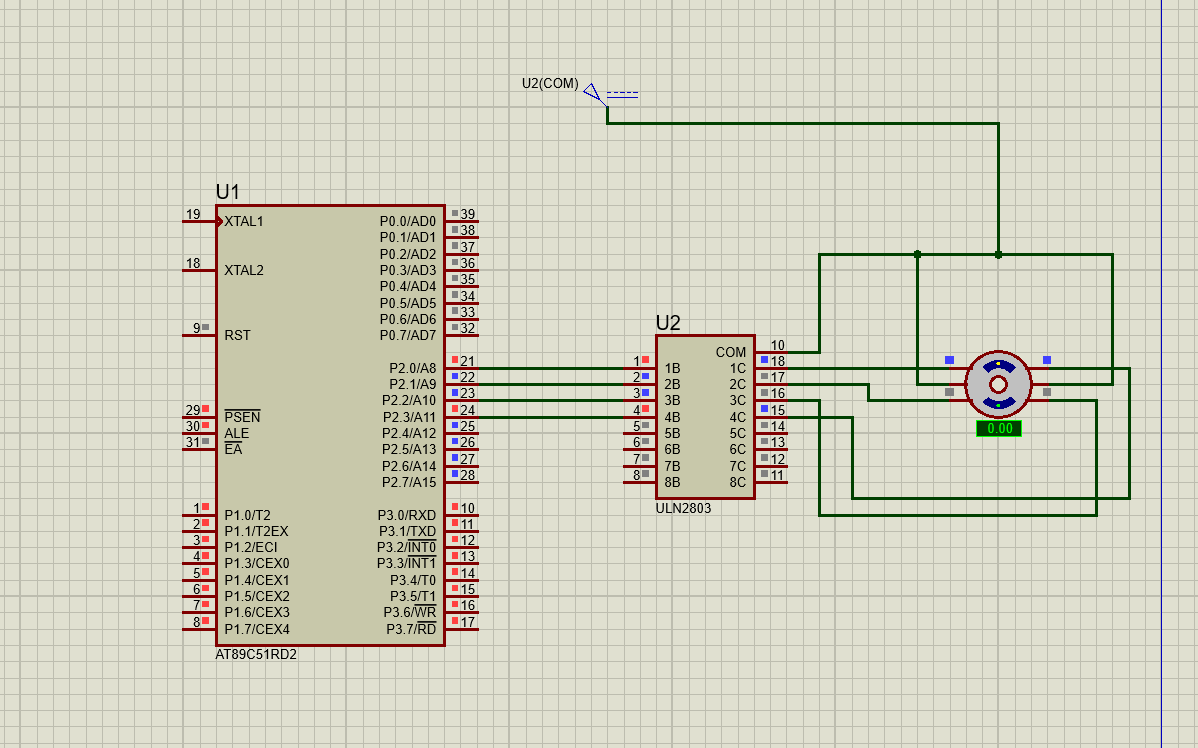 U2(COM)
U1
19 XTAL1 P0.0/AD0 39
P0.1/AD1 38
P0.2/AD2 37
18 XTAL2 P0.3/AD3 36
P0.4/AD4 35
P0.5/AD5 34
P0.6/AD6 33
9 RST P0.7/AD7 32
P2.0/A8 21
P2.1/A9 22
P2.2/A10 23
29 PSEN P2.3/A11 24
30 ALE P2.4/A12 25
31 EA P2.5/A13 26
P2.6/A14 27
P2.7/A15 28
1 P1.0/T2 P3.0/RXD 10
2 P1.1/T2EX P3.1/TXD 11
3 P1.2/ECI P3.2/INT0 12
4 P1.3/CEX0 P3.3/INT1 13
5 P1.4/CEX1 P3.4/T0 14
6 P1.5/CEX2 P3.5/T1 15
7 P1.6/CEX3 P3.6/WR 16
8 P1.7/CEX4 P3.7/RD 17
AT89C51RD2
U2
COM 10
1 1B 1C 18
2 2B 2C 17
3 3B 3C 16
4 4B 4C 15
5 5B 5C 14
6 6B 6C 13
7 7B 7C 12
8 8B 8C 11
ULN2803
0.00